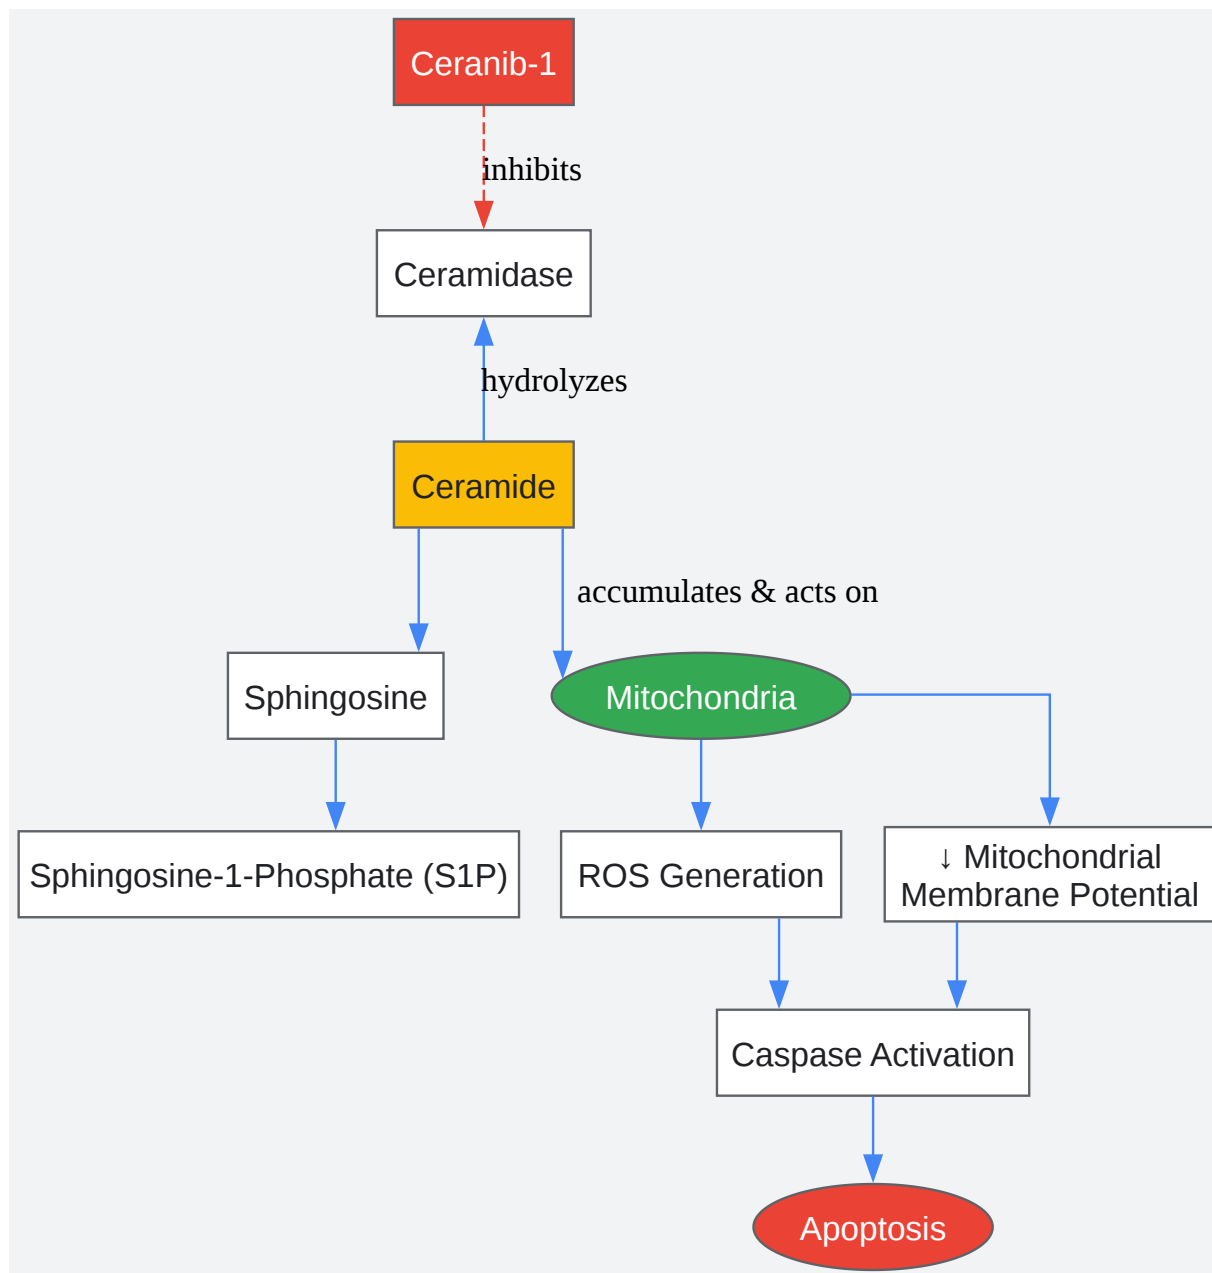 Ceranib-1
inhibits
Ceramidase
hydrolyzes
Ceramide
accumulates & acts on
Sphingosine
Mitochondria
Sphingosine-1-Phosphate (S1P)
ROS Generation
↓ Mitochondrial
Membrane Potential
Caspase Activation
Apoptosis